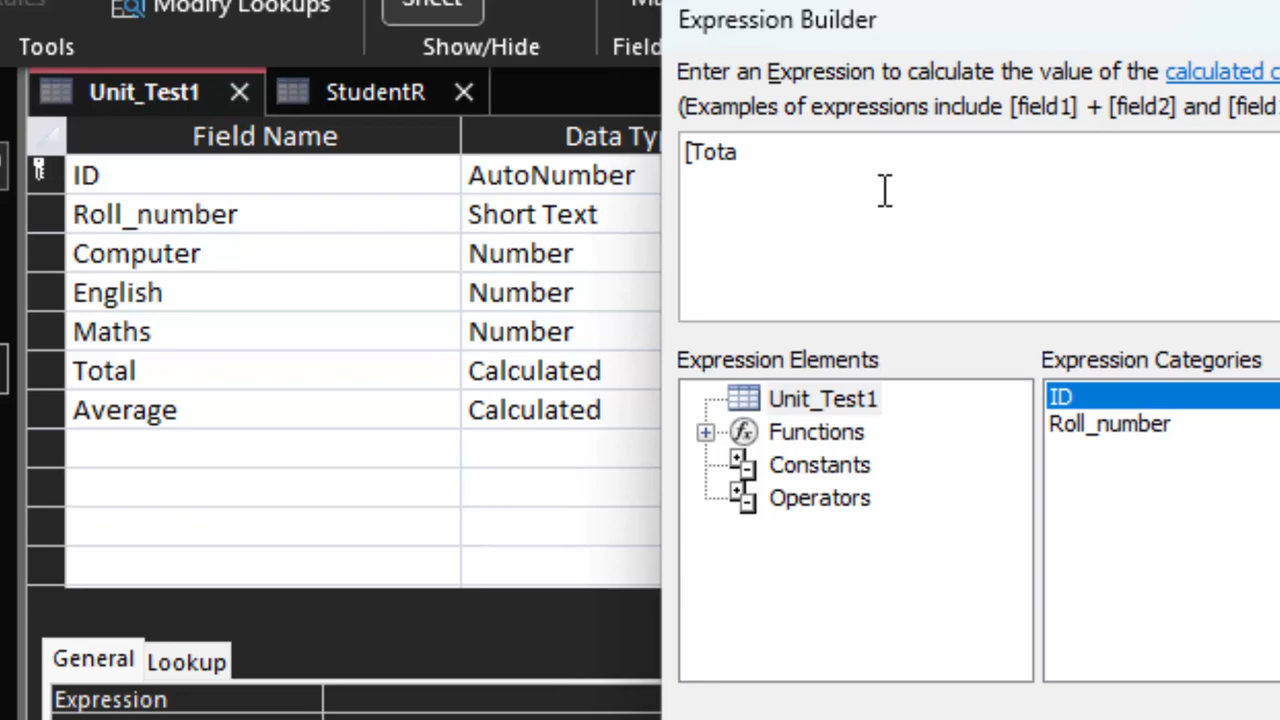 Modify Lookups
Tools
Show/Hide
Field
Unit_Test1
StudentR
Field Name
ID
AutoNumber
Roll_number
Short Text
Computer
Number
English
Number
Maths
Number
Total
Calculated
Average
Calculated
General
Lookup
Expression
Expression Builder
Enter an Expression to calculate the value of the calculated c
(Examples of expressions include [field1] + [field2] and [field
[Tota
Expression Elements
Expression Categories
Unit_Test1
Functions
Constants
Operators
ID
Roll_number